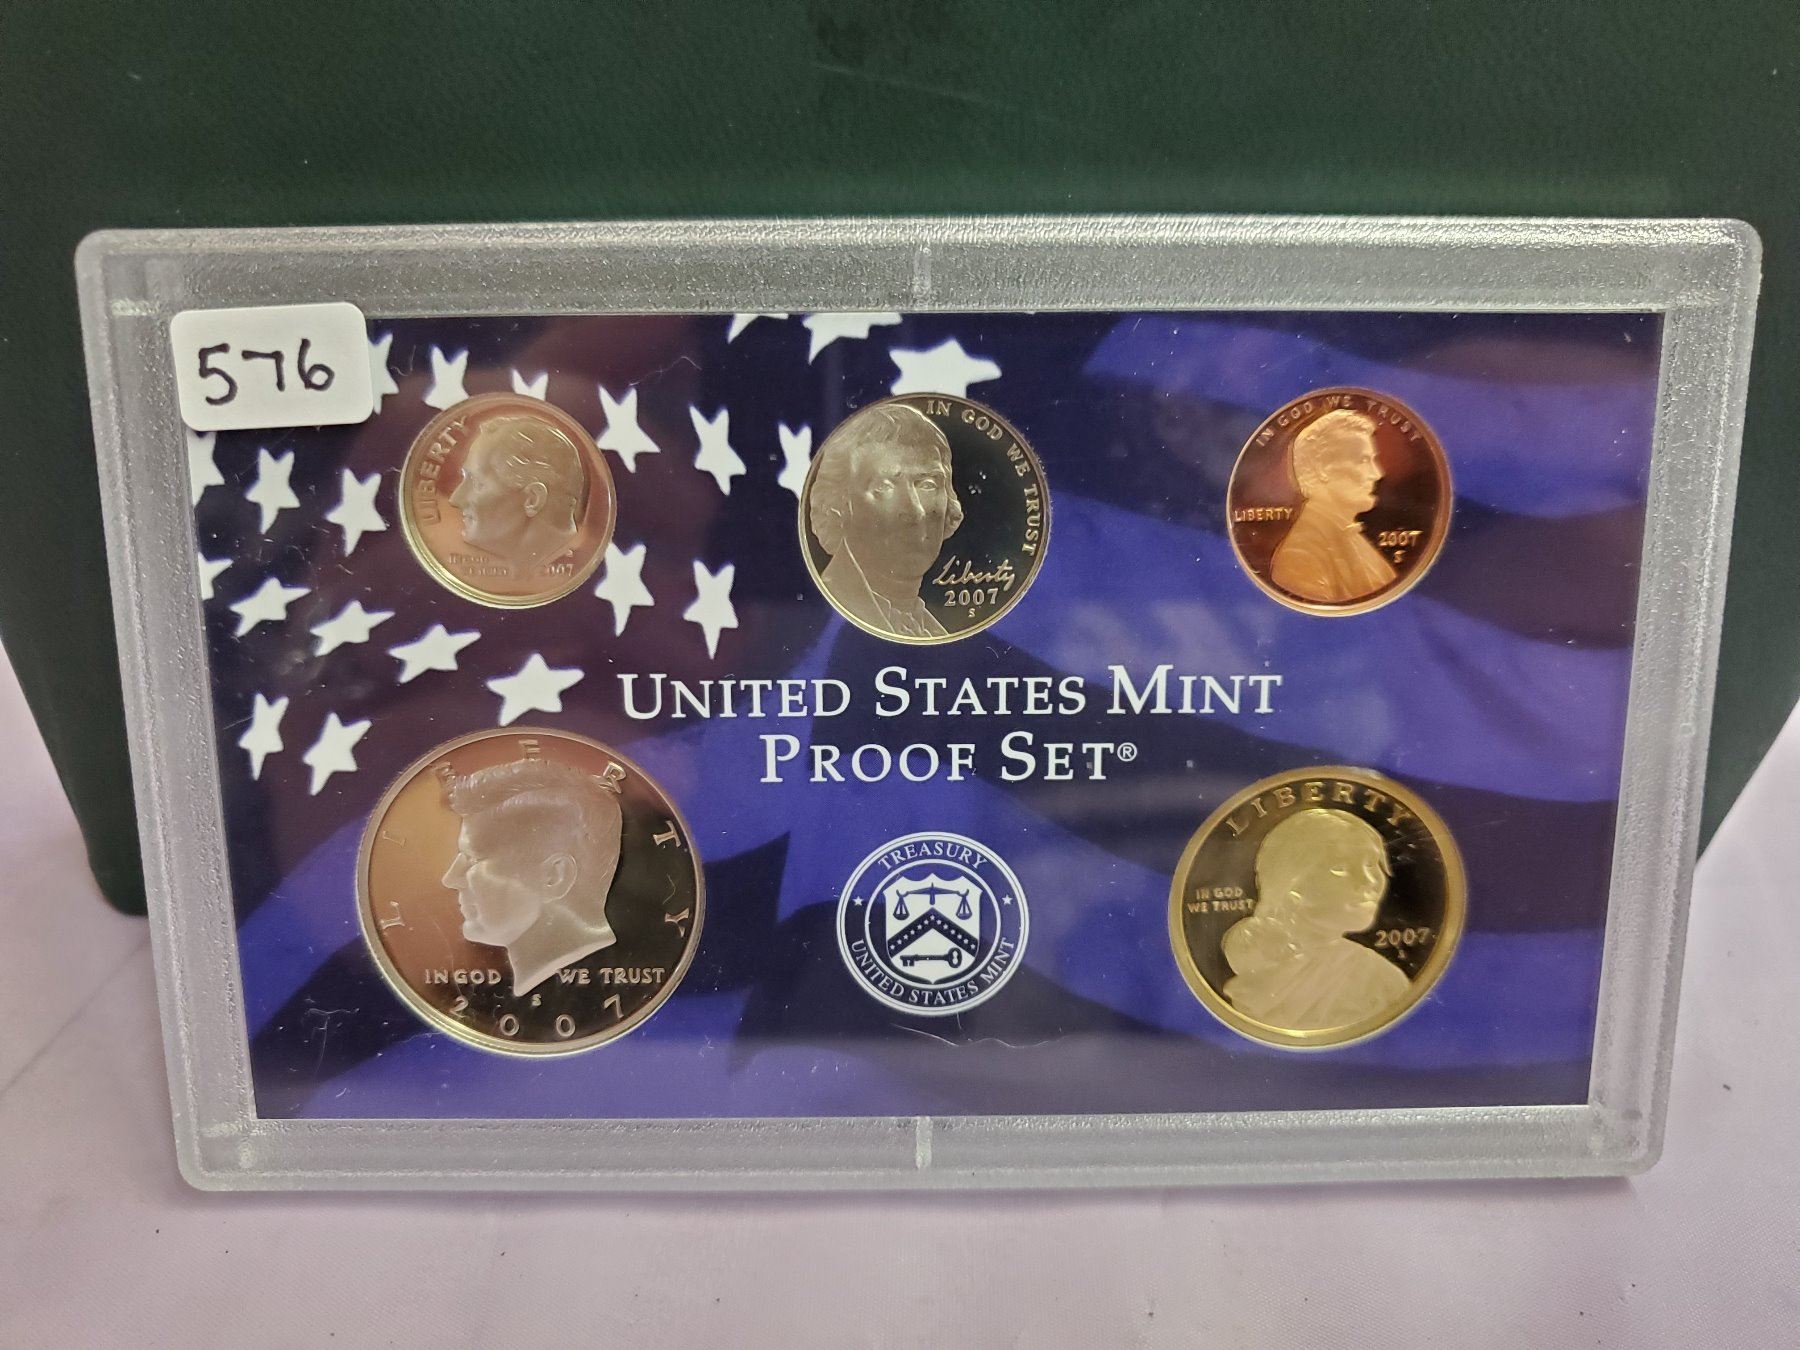 576
LIBERTY
2007
IN GOD WE TRUST
Liberty
2007
S
IN GOD WE TRUST
LIBERTY
2007
S
UNITED STATES MINT
PROOF SET®
LIBERTY
IN GOD WE TRUST
S
2007
TREASURY
UNITED STATES MINT
LIBERTY
IN GOD
WE TRUST
2007
S